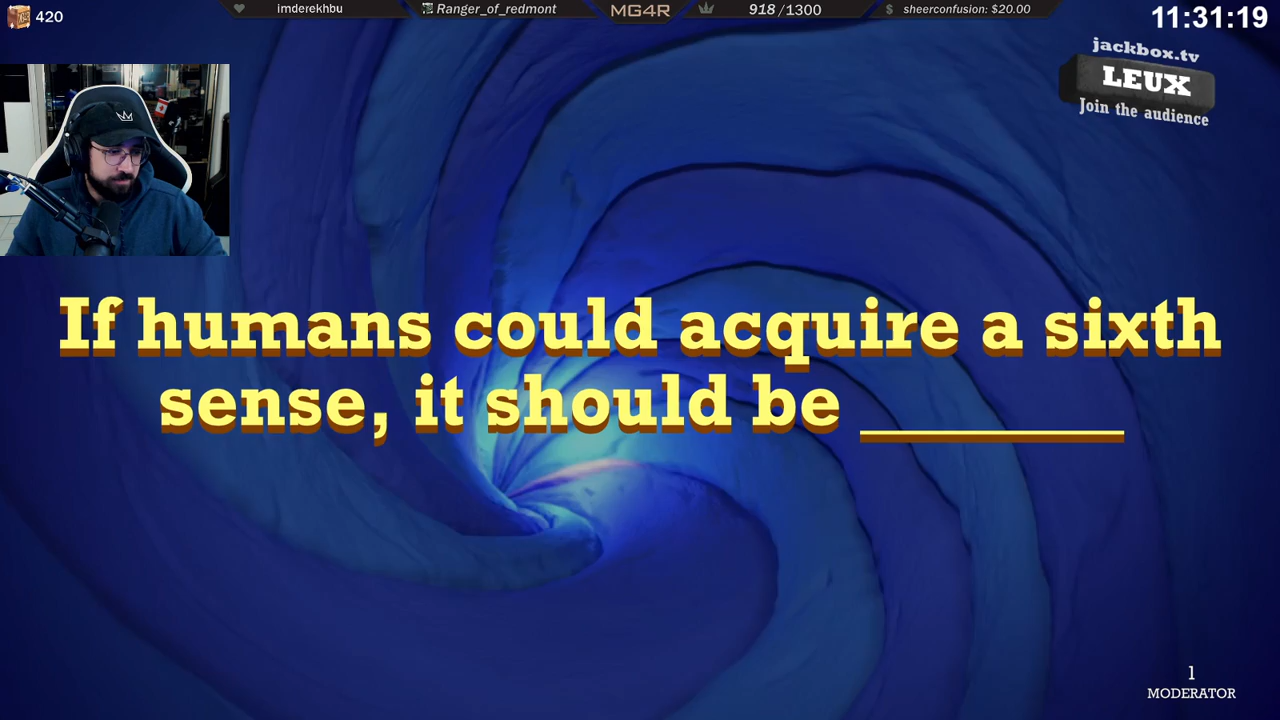 420
imderekhbu
Ranger_of_redmont
MG4R
918/1300
$ sheerconfusion: $20.00
11:31:19
jackbox.tv
LEUX
Join the audience
If humans could acquire a sixth
sense, it should be ________
1
MODERATOR